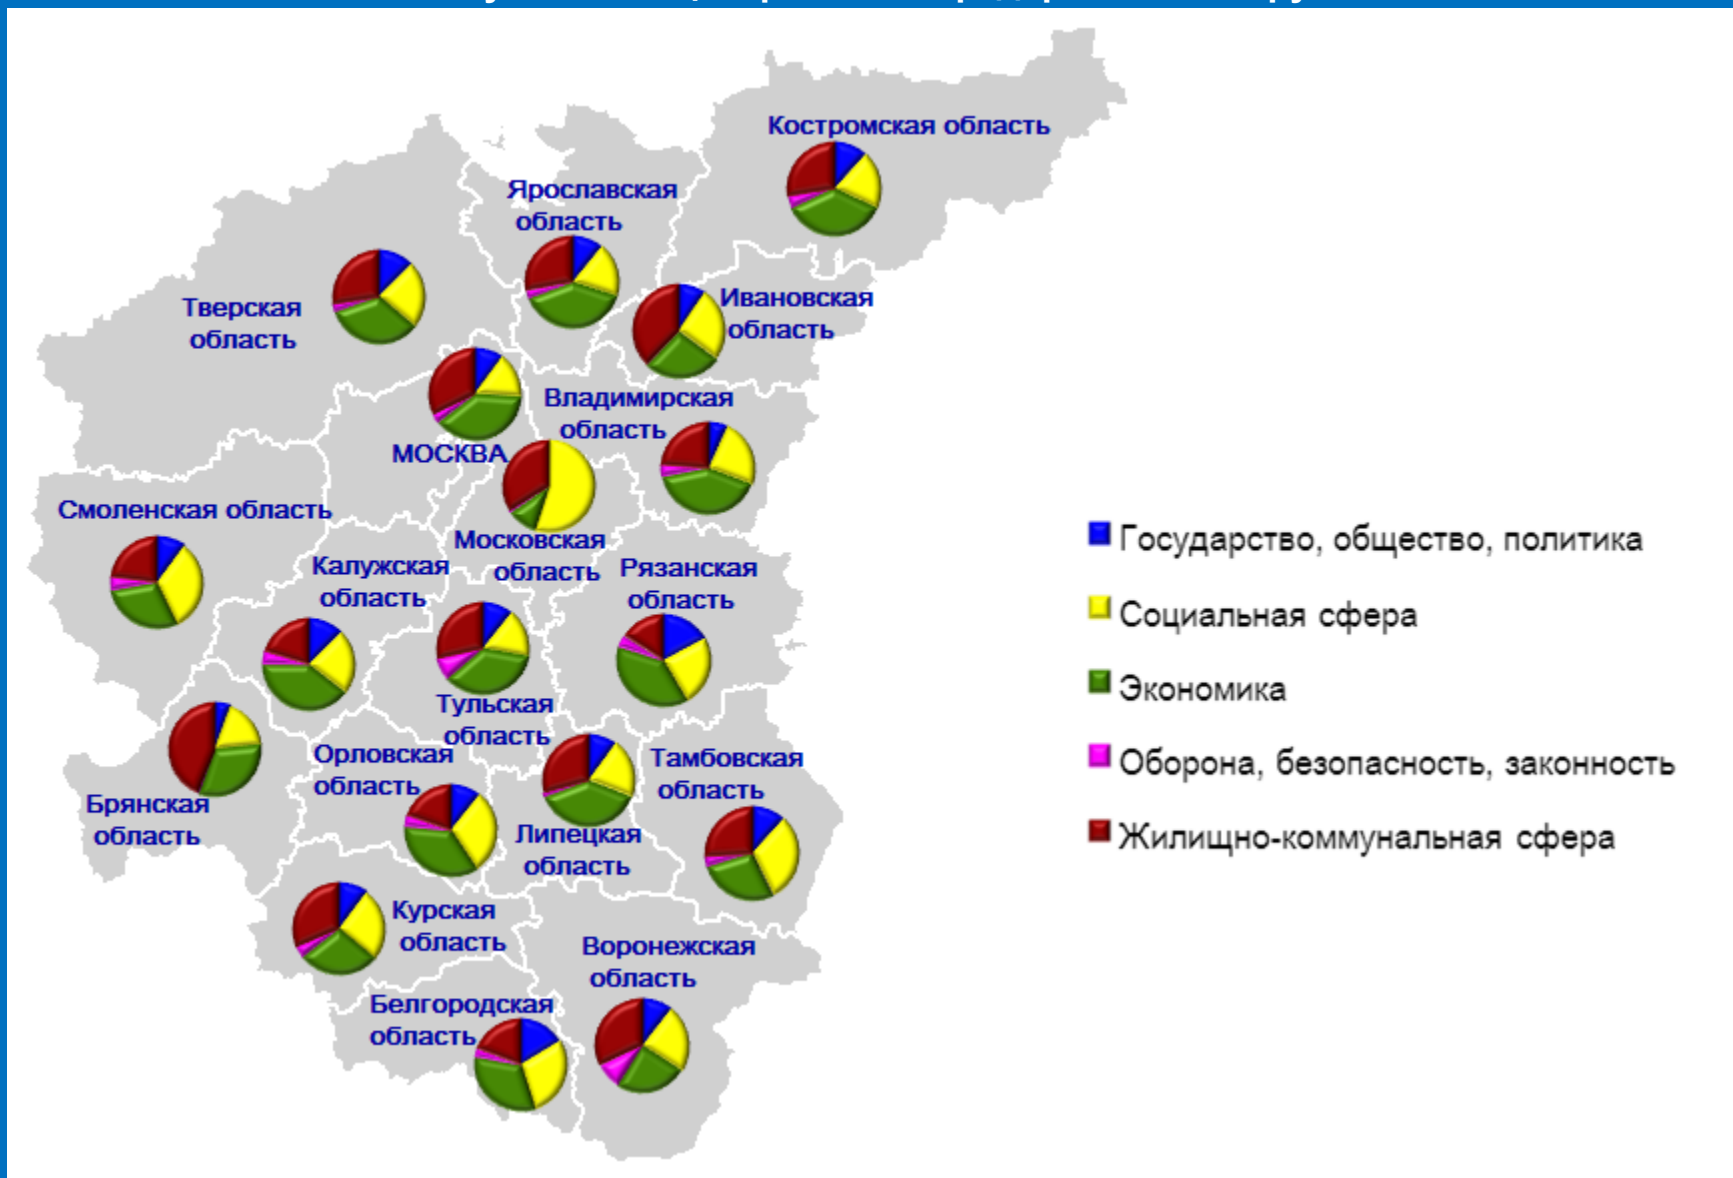 Костромская область
Ярославская
область
Тверская
область
Ивановская
область
МОСКВА
Владимирская
область
Смоленская область
Московская
область
Калужская
область
Рязанская
область
Тульская
область
Брянская
область
Орловская
область
Липецкая
область
Тамбовская
область
Курская
область
Воронежская
область
Белгородская
область
Государство, общество, политика
Социальная сфера
Экономика
Оборона, безопасность, законность
Жилищно-коммунальная сфера